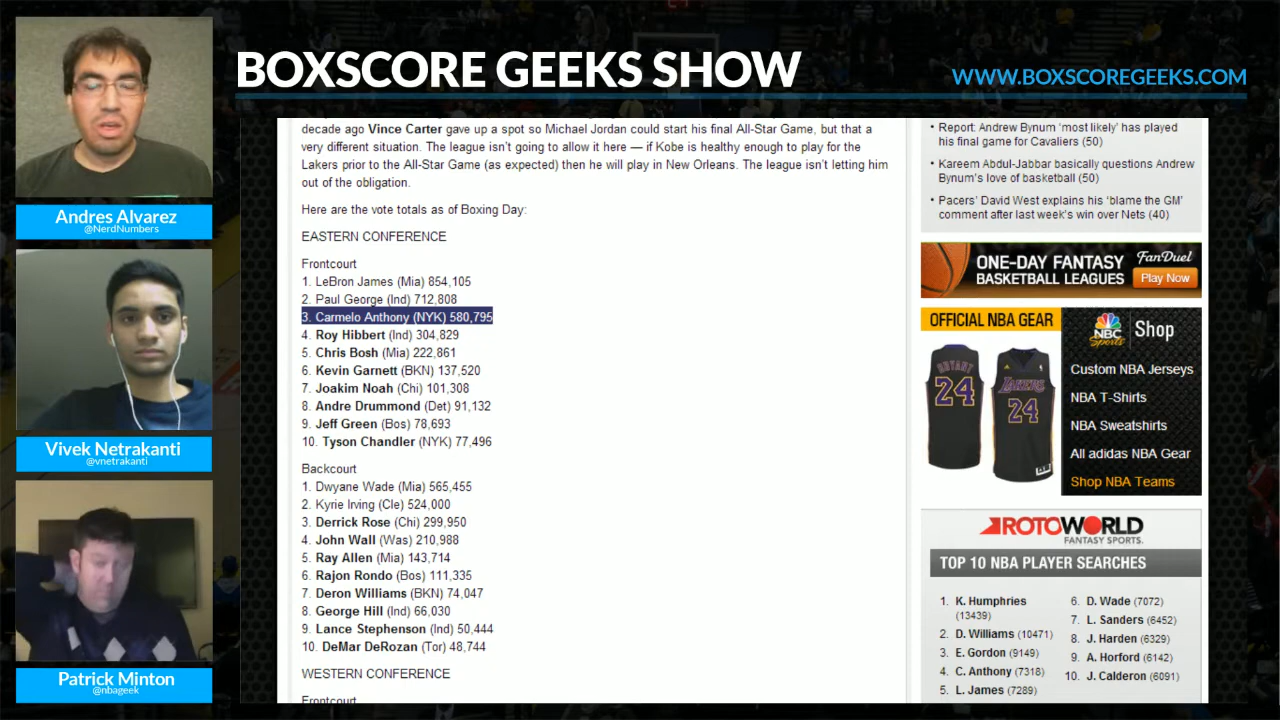 BOXSCORE GEEKS SHOW
WWW.BOXSCOREGEEKS.COM
Andres Alvarez
@NerdNumbers
Vivek Netrakanti
@vnetrakanti
Patrick Minton
@nbageek
decade ago Vince Carter gave up a spot so Michael Jordan could start his final All-Star Game, but that a
very different situation. The league isn't going to allow it here — if Kobe is healthy enough to play for the
Lakers prior to the All-Star Game (as expected) then he will play in New Orleans. The league isn't letting him
out of the obligation.
Here are the vote totals as of Boxing Day:
EASTERN CONFERENCE
Frontcourt
1. LeBron James (Mia) 854,105
2. Paul George (Ind) 712,808
3. Carmelo Anthony (NYK) 580,795
4. Roy Hibbert (Ind) 304,829
5. Chris Bosh (Mia) 222,861
6. Kevin Garnett (BKN) 137,520
7. Joakim Noah (Chi) 101,308
8. Andre Drummond (Det) 91,132
9. Jeff Green (Bos) 78,693
10. Tyson Chandler (NYK) 77,496
Backcourt
1. Dwyane Wade (Mia) 565,455
2. Kyrie Irving (Cle) 524,000
3. Derrick Rose (Chi) 299,950
4. John Wall (Was) 210,988
5. Ray Allen (Mia) 143,714
6. Rajon Rondo (Bos) 111,335
7. Deron Williams (BKN) 74,047
8. George Hill (Ind) 66,030
9. Lance Stephenson (Ind) 50,444
10. DeMar DeRozan (Tor) 48,744
WESTERN CONFERENCE
Frontcourt
• Report: Andrew Bynum 'most likely' has played
his final game for Cavaliers (50)
• Kareem Abdul-Jabbar basically questions Andrew
Bynum's love of basketball (50)
• Pacers' David West explains his 'blame the GM'
comment after last week's win over Nets (40)
ONE-DAY FANTASY
BASKETBALL LEAGUES
FanDuel
Play Now
OFFICIAL NBA GEAR
NBC
Sports
Shop
BRYANT
24
LAKERS
24
Custom NBA Jerseys
NBA T-Shirts
NBA Sweatshirts
All adidas NBA Gear
Shop NBA Teams
ROTOWORLD
FANTASY SPORTS.
TOP 10 NBA PLAYER SEARCHES
1. K. Humphries
(13439)
2. D. Williams (10471)
3. E. Gordon (9149)
4. C. Anthony (7318)
5. L. James (7289)
6. D. Wade (7072)
7. L. Sanders (6452)
8. J. Harden (6329)
9. A. Horford (6142)
10. J. Calderon (6091)